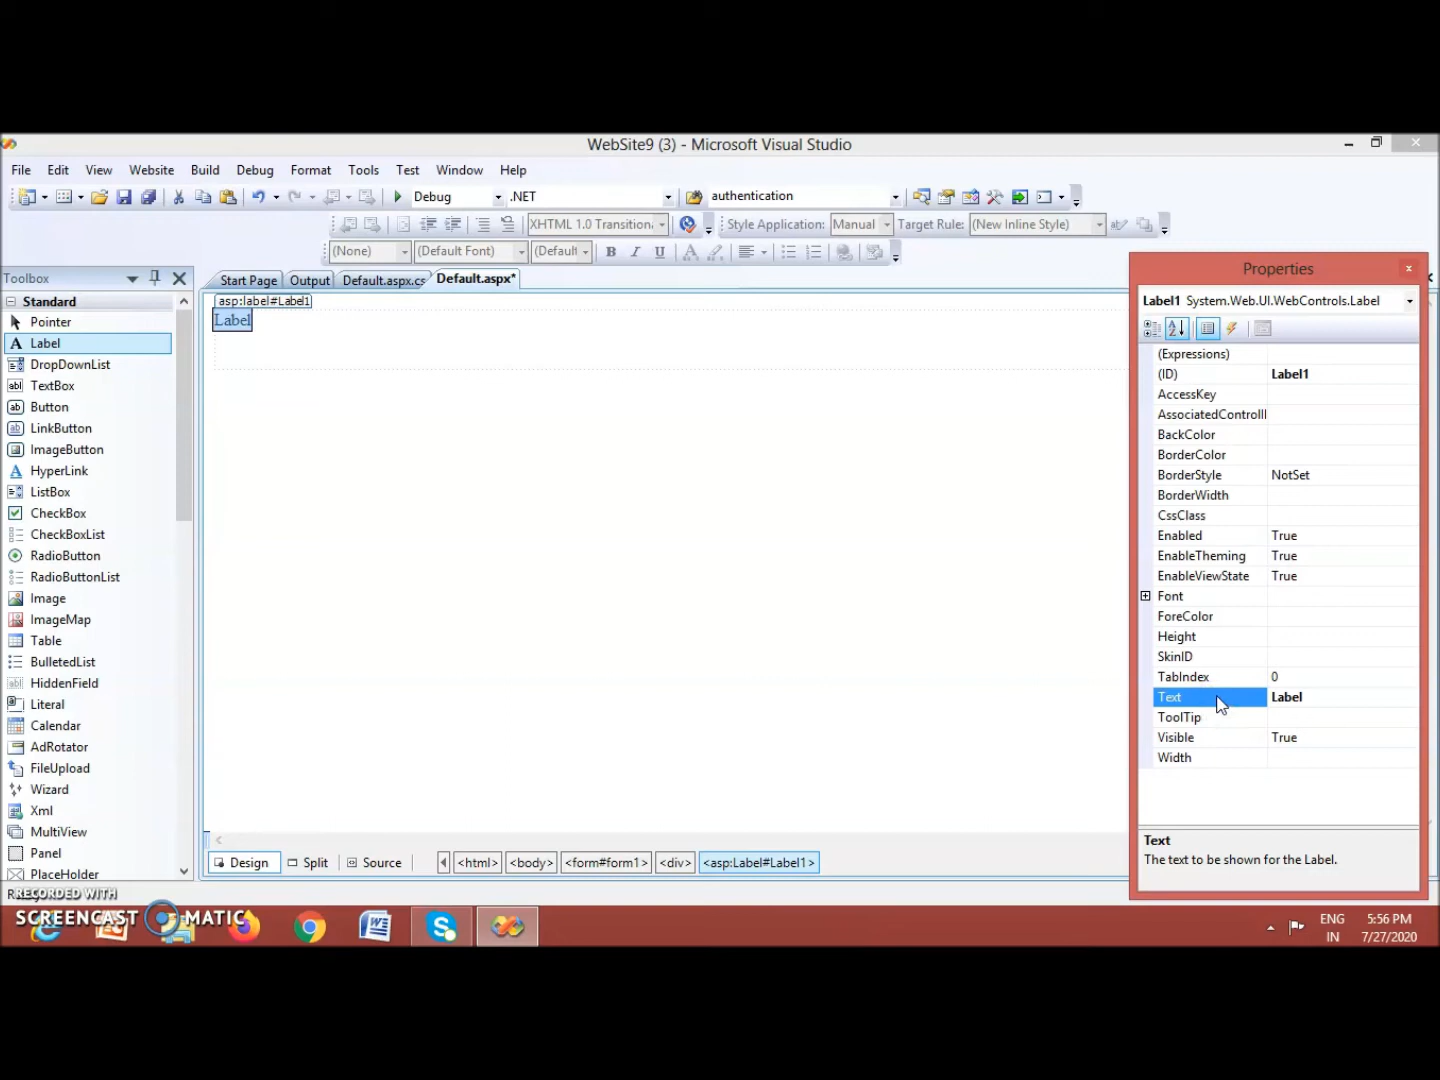 WebSite9 (3) - Microsoft Visual Studio
File Edit View Website Build Debug Format Tools Test Window Help
Debug .NET authentication
XHTML 1.0 Transition. Style Application: Manual Target Rule: (New Inline Style)
(None) (Default Font) (Default B I U A
Toolbox
Start Page Output Default.aspx.cs Default.aspx*
Standard
Pointer
Label
DropDownList
TextBox
Button
LinkButton
ImageButton
HyperLink
ListBox
CheckBox
CheckBoxList
RadioButton
RadioButtonList
Image
ImageMap
Table
BulletedList
HiddenField
Literal
Calendar
AdRotator
FileUpload
Wizard
Xml
MultiView
Panel
PlaceHolder
asp:label#Label1
Label
Design Split Source <html> <body> <form#form1> <div> <asp:Label#Label1>
Properties
Label1 System.Web.UI.WebControls.Label
(Expressions)
(ID) Label1
AccessKey
AssociatedControlI
BackColor
BorderColor
BorderStyle NotSet
BorderWidth
CssClass
Enabled True
EnableTheming True
EnableViewState True
Font
ForeColor
Height
SkinID
TabIndex 0
Text Label
ToolTip
Visible True
Width
Text
The text to be shown for the Label.
RECORDED WITH
SCREENCAST MATIC
ENG 5:56 PM
IN 7/27/2020